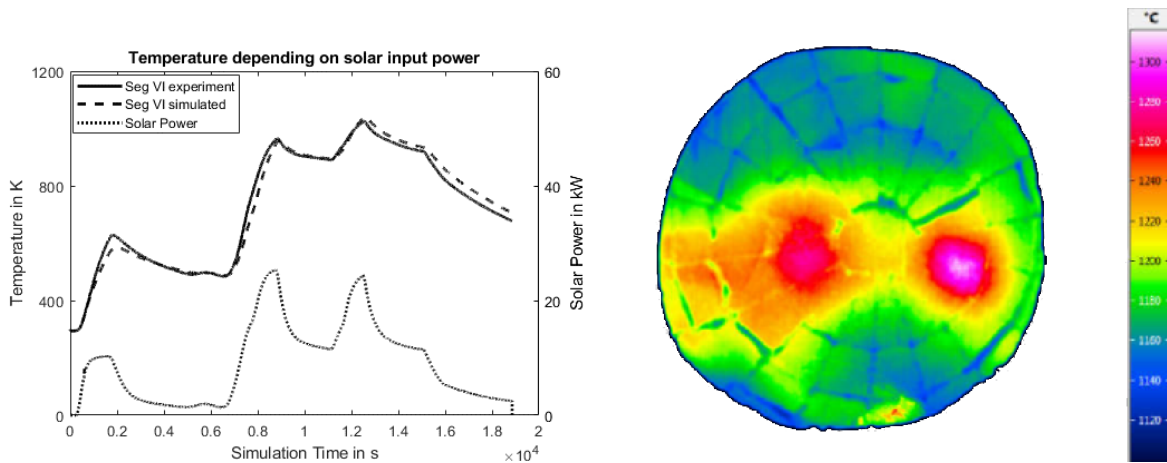 Temperature depending on solar input power
1200
800
400
0
Temperature in K
Seg VI experiment
Seg VI simulated
Solar Power
60
40
20
0
Solar Power in kW
0 0.2 0.4 0.6 0.8 1 1.2 1.4 1.6 1.8 2
Simulation Time in s
×10⁴
°C
1300
1280
1260
1240
1220
1200
1180
1160
1140
1120